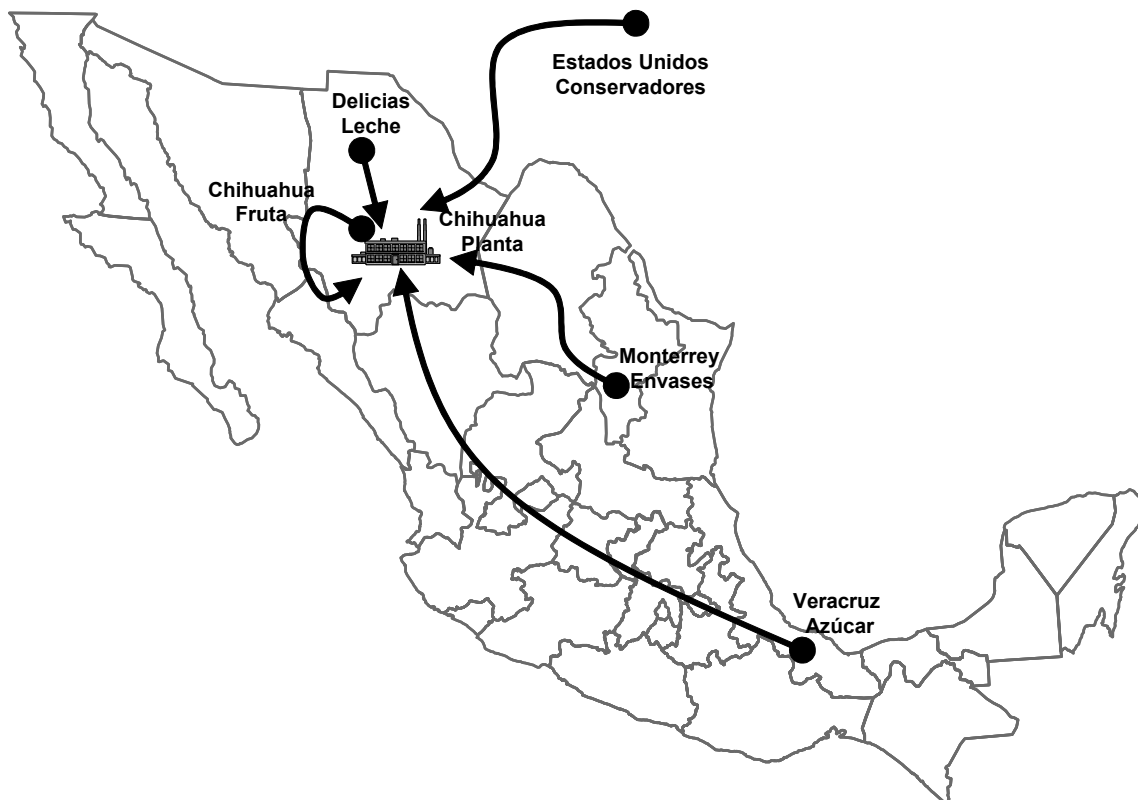 Estados Unidos
Conservadores
Delicias
Leche
Chihuahua
Fruta
Chihuahua
Planta
Monterrey
Envases
Veracruz
Azúcar